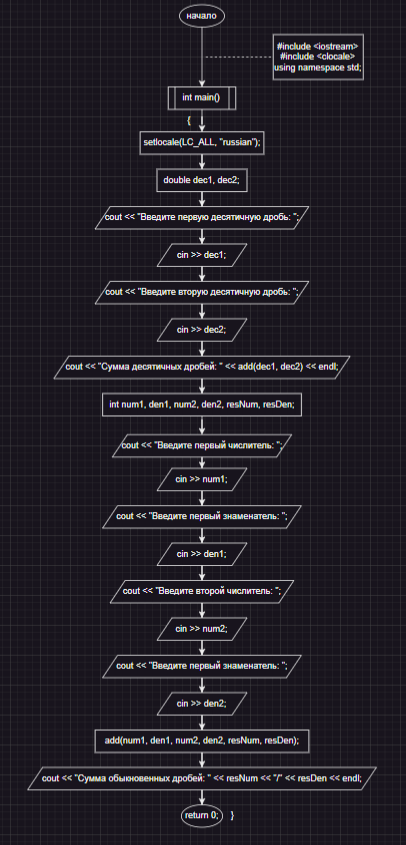 начало
#include <iostream>
#include <clocale>
using namespace std;
int main()
{
setlocale(LC_ALL, "russian");
double dec1, dec2;
cout << "Введите первую десятичную дробь: ";
cin >> dec1;
cout << "Введите вторую десятичную дробь: ";
cin >> dec2;
cout << "Сумма десятичных дробей: " << add(dec1, dec2) << endl;
int num1, den1, num2, den2, resNum, resDen;
cout << "Введите первый числитель: ";
cin >> num1;
cout << "Введите первый знаменатель: ";
cin >> den1;
cout << "Введите второй числитель: ";
cin >> num2;
cout << "Введите первый знаменатель: ";
cin >> den2;
add(num1, den1, num2, den2, resNum, resDen);
cout << "Сумма обыкновенных дробей: " << resNum << "/" << resDen << endl;
return 0; }